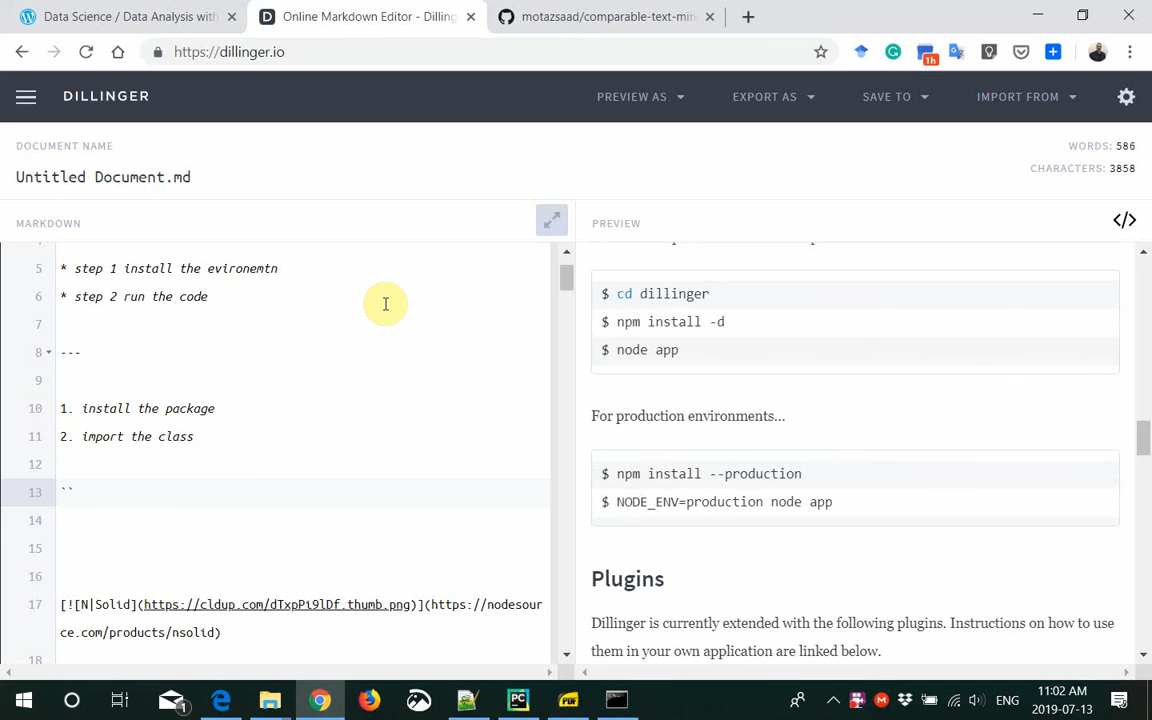 Data Science / Data Analysis with
Online Markdown Editor - Dilling
motazsaad/comparable-text-min
https://dillinger.io
1h
DILLINGER
PREVIEW AS
EXPORT AS
SAVE TO
IMPORT FROM
DOCUMENT NAME
WORDS: 586
CHARACTERS: 3858
Untitled Document.md
MARKDOWN
PREVIEW
5 * step 1 install the evironemtn
6 * step 2 run the code
7
8 ---
9
10 1. install the package
11 2. import the class
12
13 ``
14
15
16
17 [![N|Solid](https://cldup.com/dTxpPi9lDf.thumb.png)](https://nodesour
ce.com/products/nsolid)
18
$ cd dillinger
$ npm install -d
$ node app
For production environments...
$ npm install --production
$ NODE_ENV=production node app
Plugins
Dillinger is currently extended with the following plugins. Instructions on how to use
them in your own application are linked below.
1
PC
PDF
ENG
11:02 AM
2019-07-13